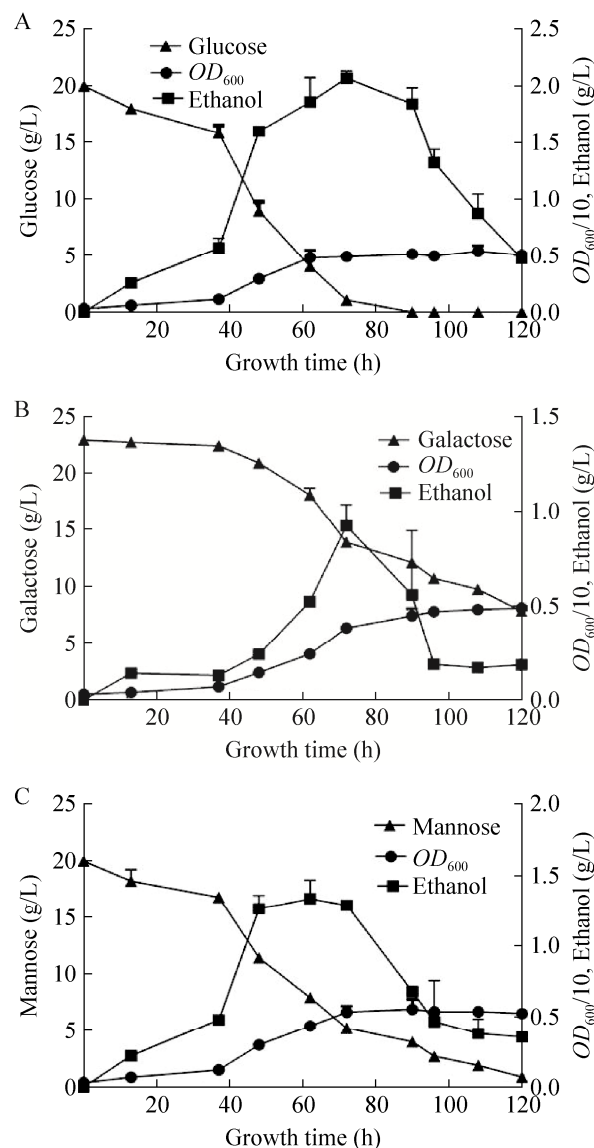 A
Glucose
OD600
Ethanol
Glucose (g/L)
25
20
15
10
5
0
2.5
2.0
1.5
1.0
0.5
0.0
OD600/10, Ethanol (g/L)
20 40 60 80 100 120
Growth time (h)
B
Galactose
OD600
Ethanol
Galactose (g/L)
25
20
15
10
5
0
1.5
1.0
0.5
0.0
OD600/10, Ethanol (g/L)
20 40 60 80 100 120
Growth time (h)
C
Mannose
OD600
Ethanol
Mannose (g/L)
25
20
15
10
5
0
2.0
1.5
1.0
0.5
0.0
OD600/10, Ethanol (g/L)
20 40 60 80 100 120
Growth time (h)